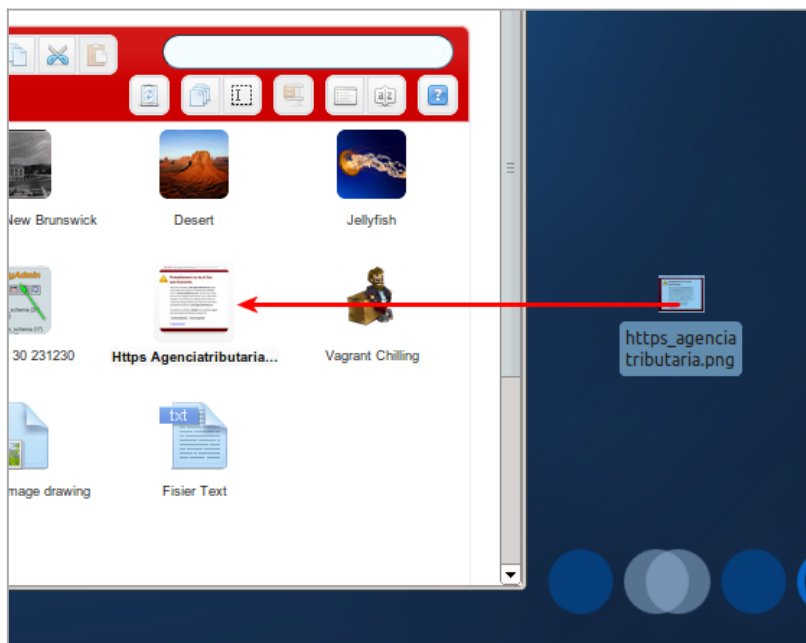 New Brunswick
Desert
Jellyfish
30 231230
Https Agenciatributaria...
Vagrant Chilling
txt
mage drawing
Fisier Text
https_agencia
tributaria.png